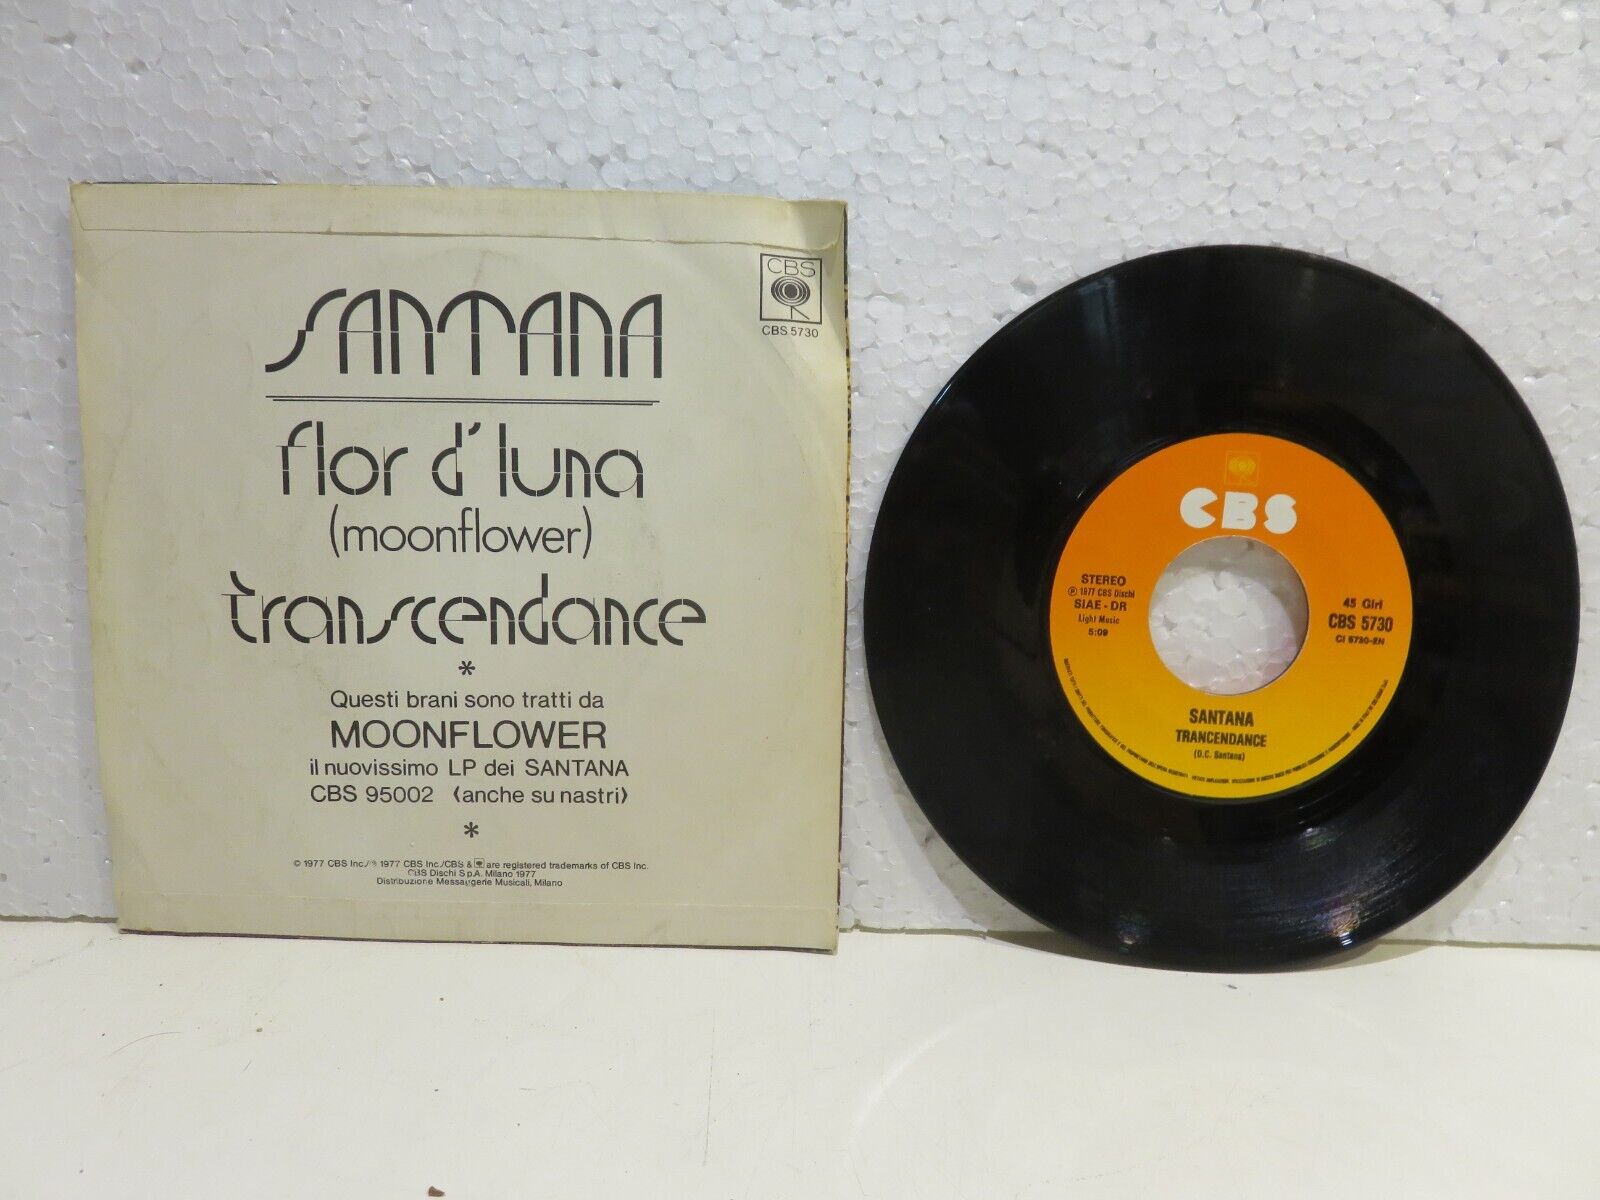 CBS
CBS 5730
SANTANA
flor d' luna
(moonflower)
transcendance
*
Questi brani sono tratti da
MOONFLOWER
il nuovissimo LP dei SANTANA
CBS 95002 (anche su nastri)
*
© 1977 CBS Inc./℗ 1977 CBS Inc./CBS & are registered trademarks of CBS Inc.
CBS Dischi S.p.A. Milano 1977
Distribuzione Messaggerie Musicali, Milano
CBS
STEREO
℗ 1977 CBS Dischi
SIAE - DR
Light Music
5:09
45 Giri
CBS 5730
CI 5730-2N
SANTANA
TRANCENDANCE
(D.C. Santana)